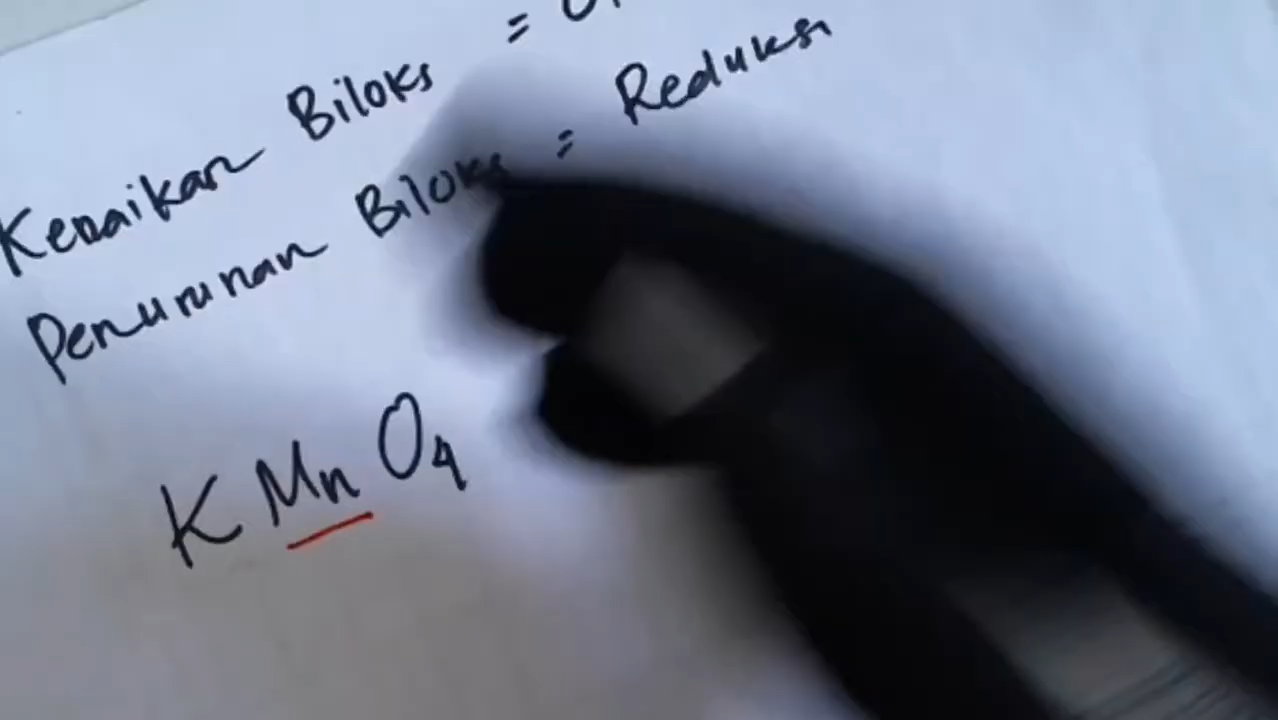 Kenaikan Biloks =
Penurunan Biloks = Reduksi
KMnO4